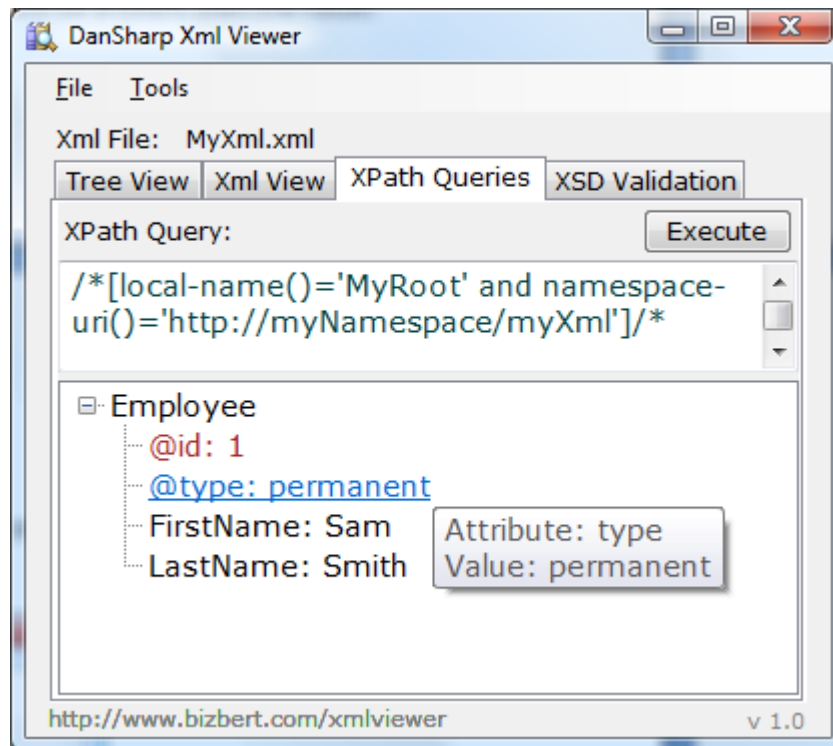 DanSharp Xml Viewer
File Tools
Xml File: MyXml.xml
Tree View Xml View XPath Queries XSD Validation
XPath Query: Execute
/*[local-name()='MyRoot' and namespace-
uri()='http://myNamespace/myXml']/*
Employee
@id: 1
@type: permanent
FirstName: Sam
LastName: Smith
Attribute: type
Value: permanent
http://www.bizbert.com/xmlviewer v 1.0